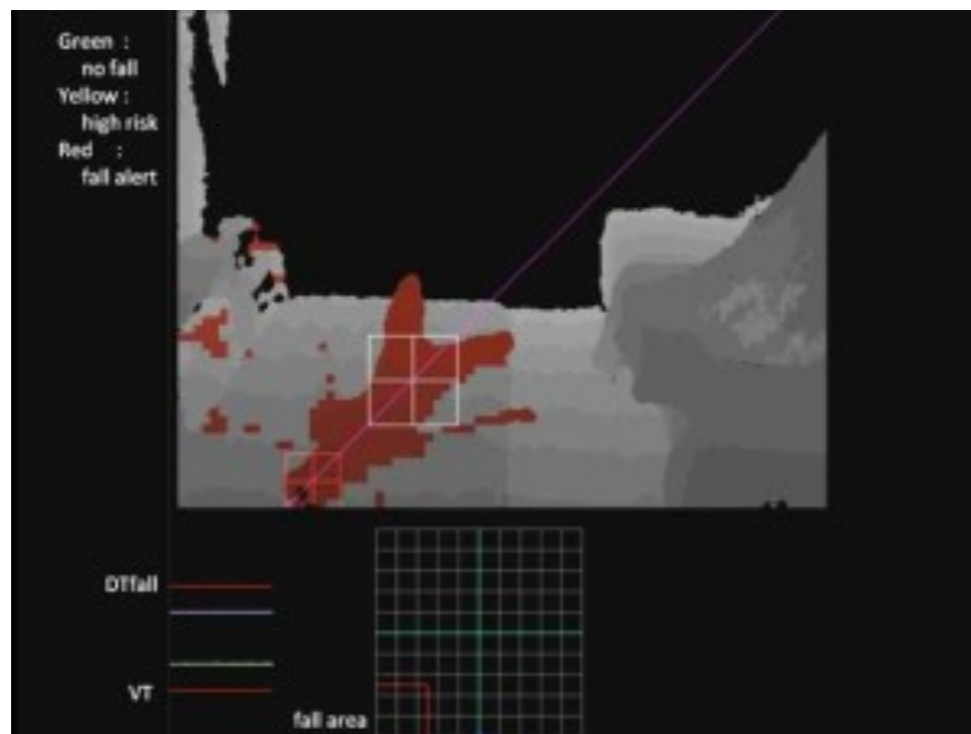 Green :
no fall
Yellow :
high risk
Red :
fall alert
DTfall
VT
fall area